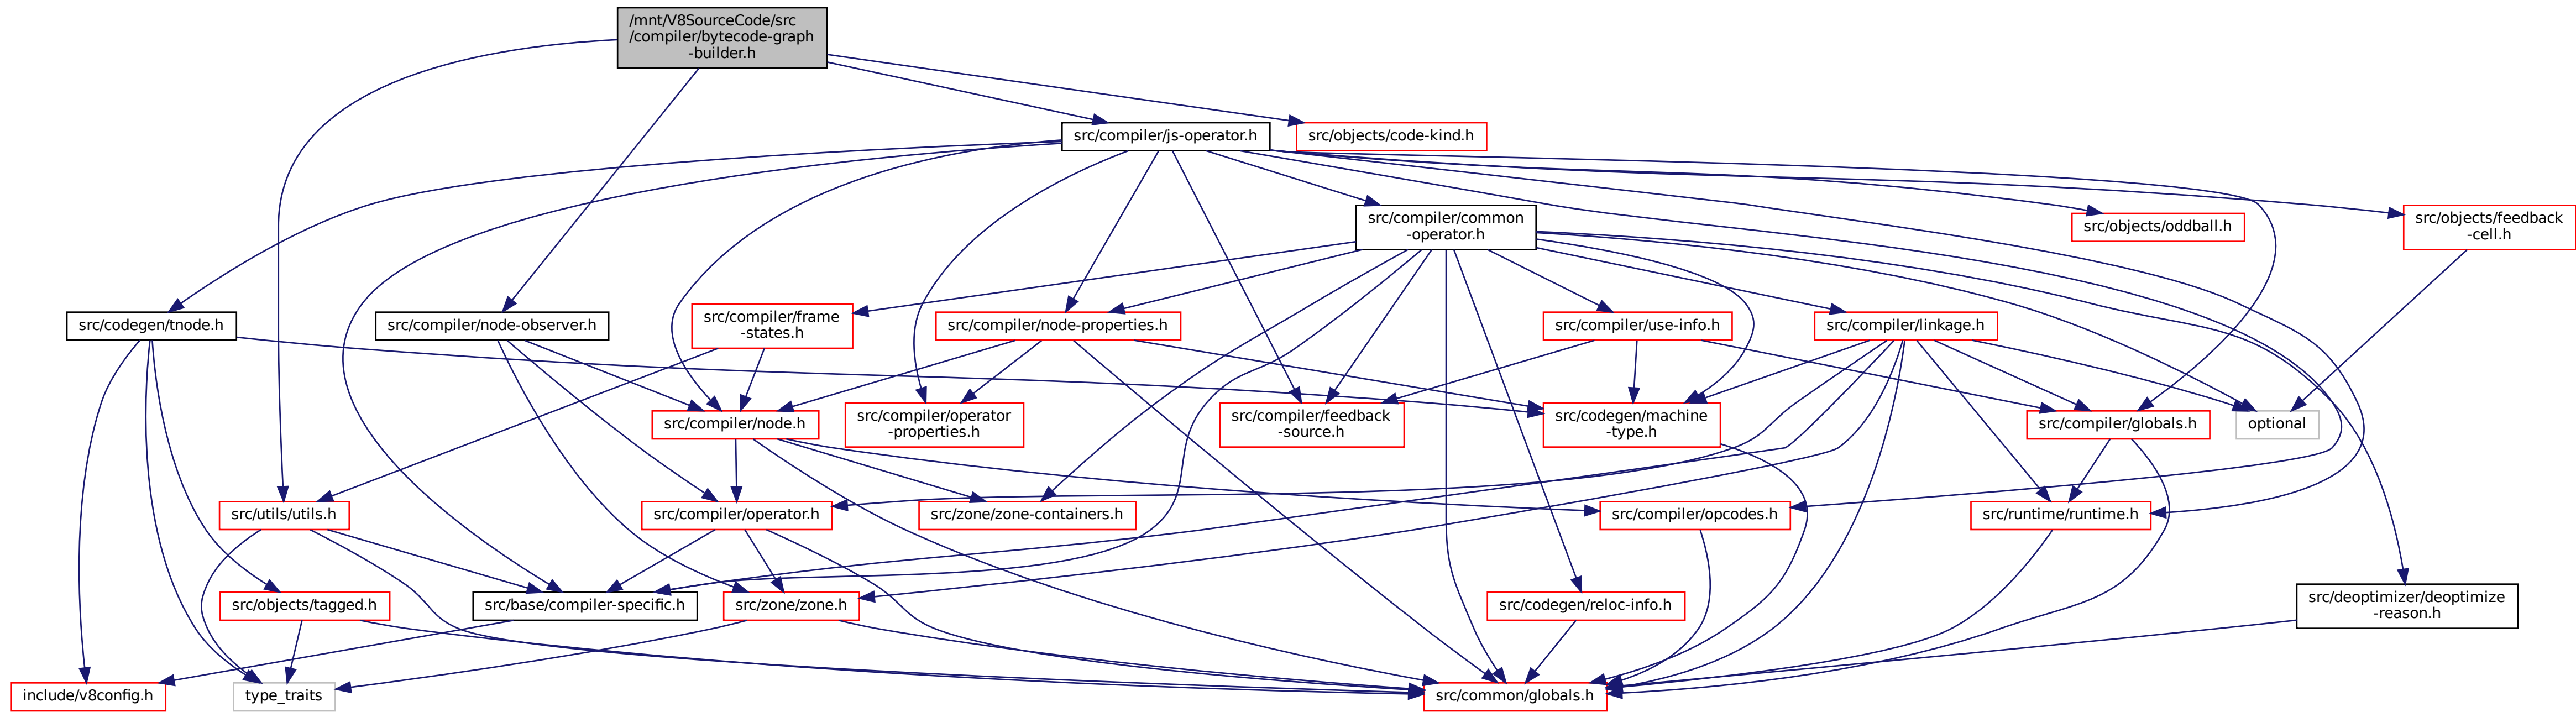 /mnt/V8SourceCode/src
/compiler/bytecode-graph
-builder.h
src/compiler/js-operator.h
src/objects/code-kind.h
src/compiler/common
-operator.h
src/objects/oddball.h
src/objects/feedback
-cell.h
src/codegen/tnode.h
src/compiler/node-observer.h
src/compiler/frame
-states.h
src/compiler/node-properties.h
src/compiler/use-info.h
src/compiler/linkage.h
src/compiler/node.h
src/compiler/operator
-properties.h
src/compiler/feedback
-source.h
src/codegen/machine
-type.h
src/compiler/globals.h
optional
src/utils/utils.h
src/compiler/operator.h
src/zone/zone-containers.h
src/compiler/opcodes.h
src/runtime/runtime.h
src/objects/tagged.h
src/base/compiler-specific.h
src/zone/zone.h
src/codegen/reloc-info.h
src/deoptimizer/deoptimize
-reason.h
include/v8config.h
type_traits
src/common/globals.h